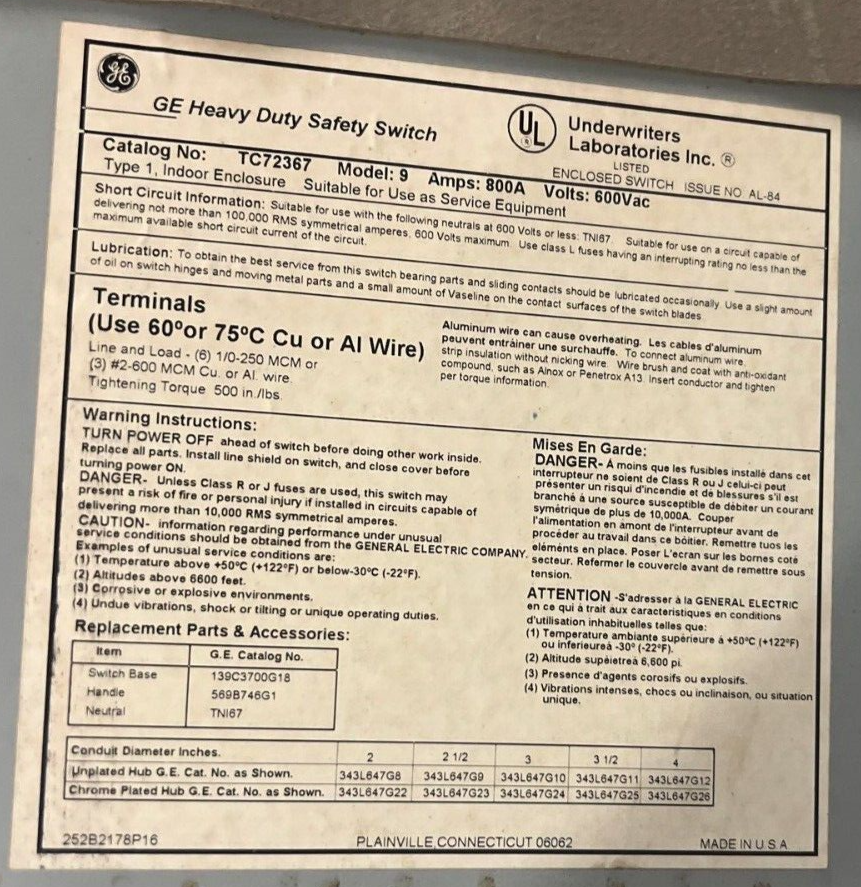 GE
GE Heavy Duty Safety Switch
UL ®
Underwriters
Laboratories Inc. ®
LISTED
ENCLOSED SWITCH ISSUE NO. AL-84
Catalog No: TC72367 Model: 9 Amps: 800A Volts: 600Vac
Type 1, Indoor Enclosure Suitable for Use as Service Equipment
Short Circuit Information: Suitable for use with the following neutrals at 600 Volts or less: TNI67. Suitable for use on a circuit capable of
delivering not more than 100,000 RMS symmetrical amperes, 600 Volts maximum. Use class L fuses having an interrupting rating no less than the
maximum available short circuit current of the circuit.
Lubrication: To obtain the best service from this switch bearing parts and sliding contacts should be lubricated occasionally. Use a slight amount
of oil on switch hinges and moving metal parts and a small amount of Vaseline on the contact surfaces of the switch blades.
Terminals
(Use 60ºor 75ºC Cu or Al Wire)
Line and Load - (6) 1/0-250 MCM or
(3) #2-600 MCM Cu. or Al. wire.
Tightening Torque 500 in./lbs.
Aluminum wire can cause overheating. Les cables d'aluminum
peuvent entráiner une surchauffe. To connect aluminum wire,
strip insulation without nicking wire. Wire brush and coat with anti-oxidant
compound, such as Alnox or Penetrox A13. Insert conductor and tighten
per torque information.
Warning Instructions:
TURN POWER OFF ahead of switch before doing other work inside.
Replace all parts. Install line shield on switch, and close cover before
turning power ON.
DANGER- Unless Class R or J fuses are used, this switch may
present a risk of fire or personal injury if installed in circuits capable of
delivering more than 10,000 RMS symmetrical amperes.
CAUTION- information regarding performance under unusual
service conditions should be obtained from the GENERAL ELECTRIC COMPANY.
Examples of unusual service conditions are:
(1) Temperature above +50ºC (+122ºF) or below-30ºC (-22ºF).
(2) Altitudes above 6600 feet.
(3) Corrosive or explosive environments.
(4) Undue vibrations, shock or tilting or unique operating duties.
Mises En Garde:
DANGER- A moins que les fusibles installé dans cet
interrupteur ne soient de Class R ou J celui-ci peut
présenter un risqui d'incendie et dé blessures s'il est
branché à une source susceptible de débiter un courant
symétrique de plus de 10,000A. Couper
l'alimentation en amont de l'interrupteur avant de
procéder au travail dans ce bôitier. Remettre tuos les
eléménts en place. Poser L'ecran sur les bornes coté
secteur. Refermer le couvercle avant de remettre sous
tension.
ATTENTION -S'adresser à la GENERAL ELECTRIC
en ce qui à trait aux caracteristiques en conditions
d'utilisation inhabituelles telles que:
(1) Temperature ambiante supérieure à +50ºC (+122ºF)
ou inferieureà -30º (-22ºF).
(2) Altitude supéietreà 6,600 pi.
(3) Presence d'agents corosifs ou explosifs.
(4) Vibrations intenses, chocs ou inclinaison, ou situation
unique.
Replacement Parts & Accessories:
Item G.E. Catalog No.
Switch Base 139C3700G18
Handle 569B746G1
Neutral TNI67
Conduit Diameter Inches. 2 2 1/2 3 3 1/2 4
Unplated Hub G.E. Cat. No. as Shown. 343L647G8 343L647G9 343L647G10 343L647G11 343L647G12
Chrome Plated Hub G.E. Cat. No. as Shown. 343L647G22 343L647G23 343L647G24 343L647G25 343L647G26
252B2178P16 PLAINVILLE, CONNECTICUT 06062 MADE IN U.S.A.